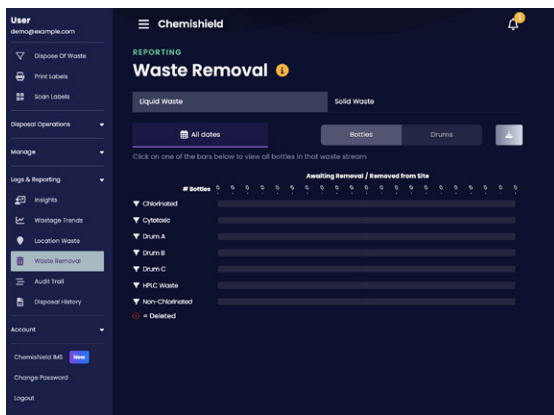 User
demo@example.com
Dispose Of Waste
Print Labels
Scan Labels
Disposal Operations
Manage
Logs & Reporting
Insights
Wastage Trends
Location Waste
Waste Removal
Audit Trail
Disposal History
Account
Chemishield IMS New
Change Password
Logout
Chemishield
REPORTING
Waste Removal
Liquid Waste Solid Waste
All dates Bottles Drums
Click on one of the bars below to view all bottles in that waste stream
Awaiting Removal / Removed from Site
# Bottles
Chlorinated
Cytotoxic
Drum A
Drum B
Drum C
HPLC Waste
Non-Chlorinated
= Deleted